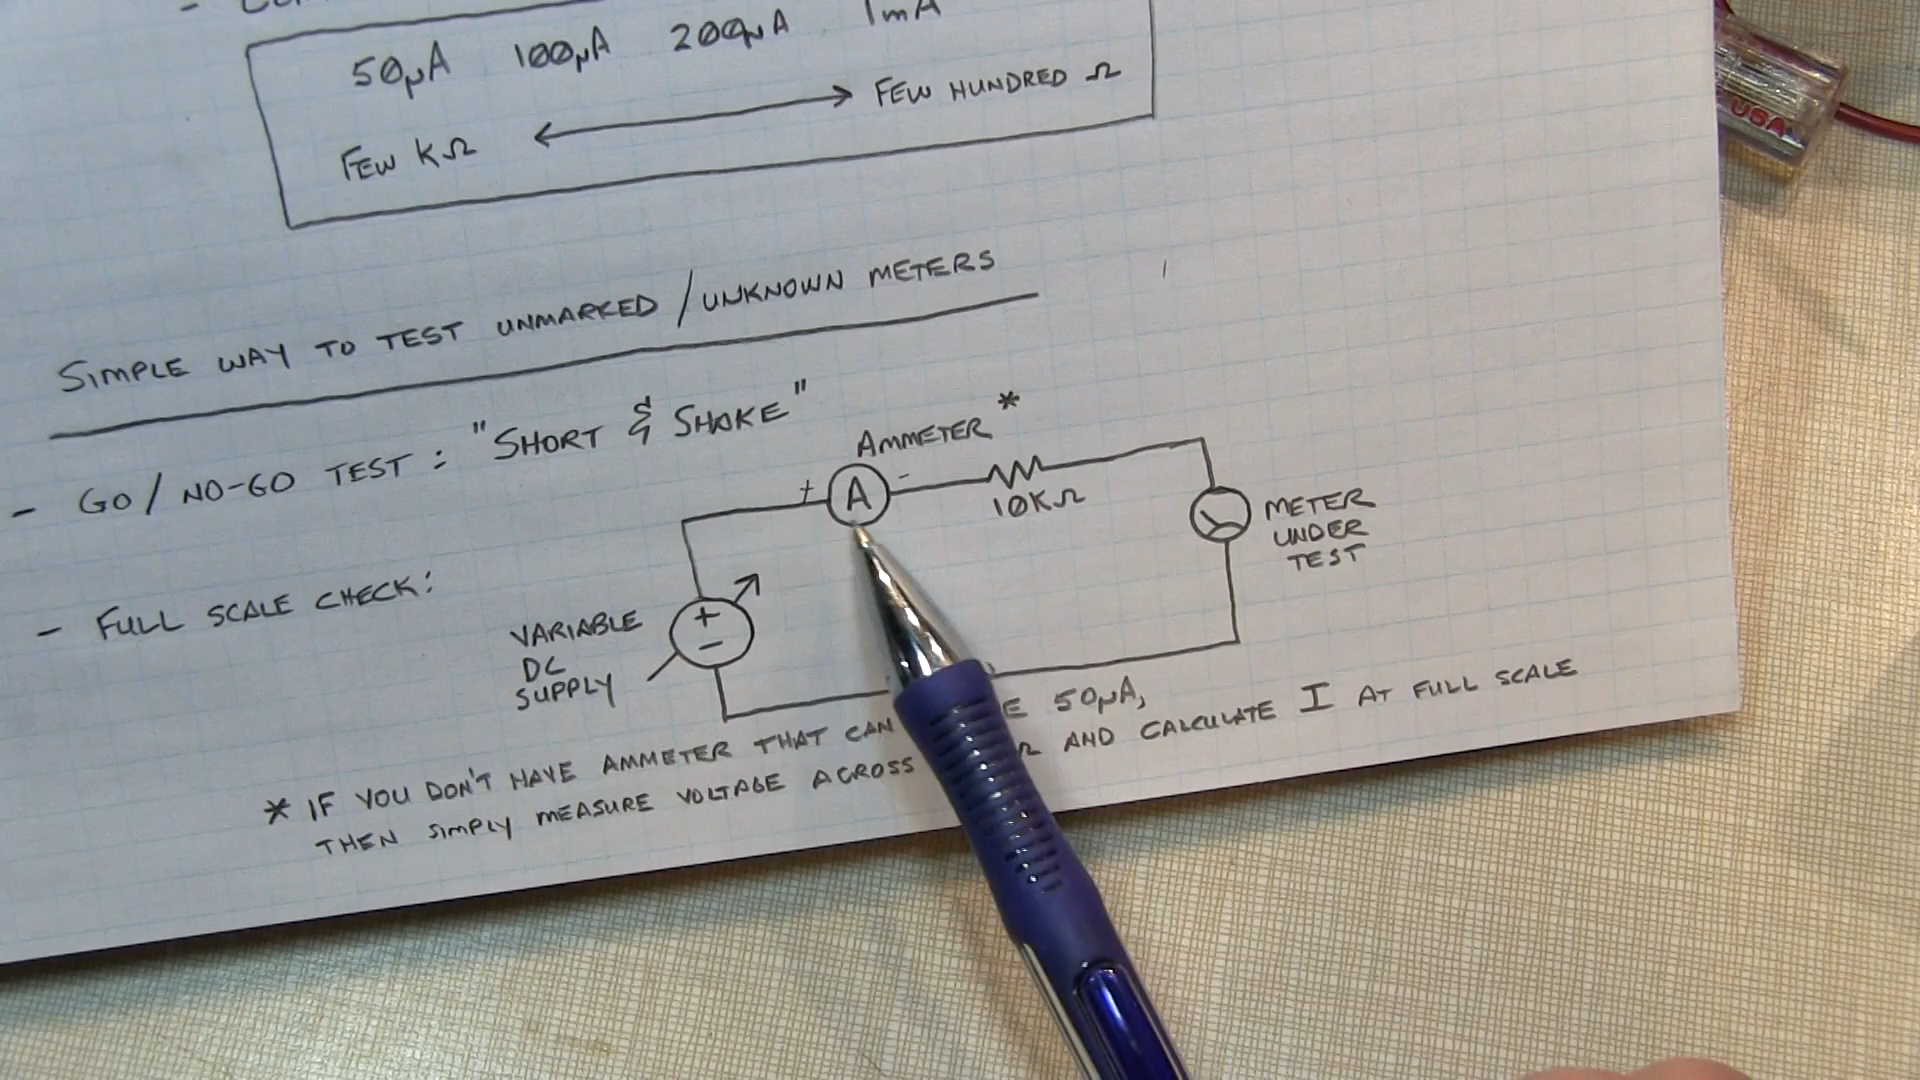 50µA 100µA 200µA 1mA
FEW KΩ FEW HUNDRED Ω
SIMPLE WAY TO TEST UNMARKED/UNKNOWN METERS
- GO/NO-GO TEST: "SHORT & SHAKE"
- FULL SCALE CHECK:
AMMETER *
+ A -
10KΩ
METER
UNDER
TEST
VARIABLE
DC
SUPPLY
+
-
* IF YOU DON'T HAVE AMMETER THAT CAN 50µA,
THEN SIMPLY MEASURE VOLTAGE ACROSS Ω AND CALCULATE I AT FULL SCALE
USA